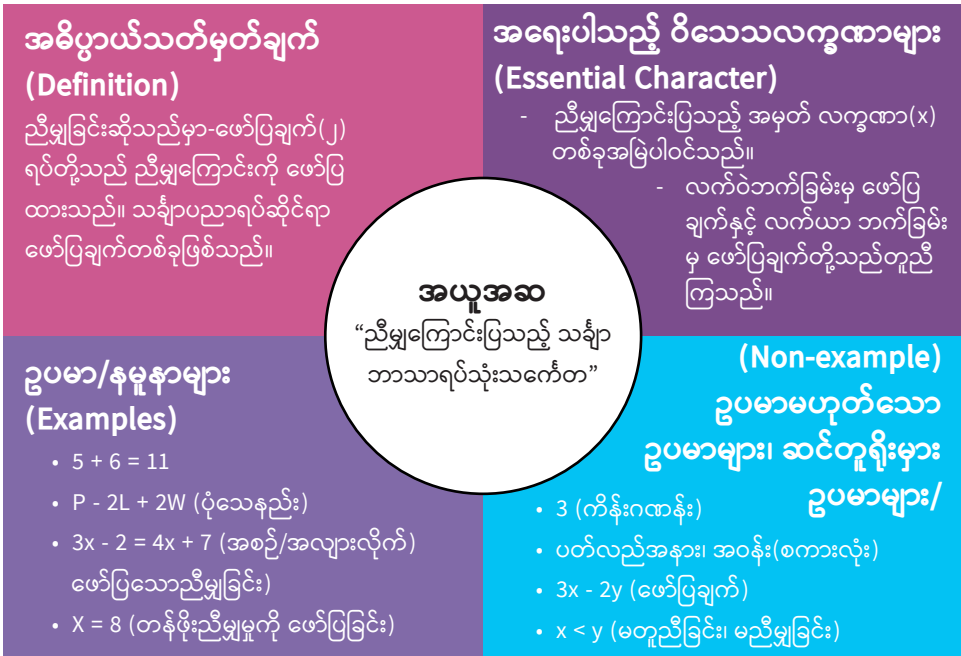 အဓိပ္ပာယ်သတ်မှတ်ချက်
(Definition)
ညီမျှခြင်းဆိုသည်မှာ-ဖော်ပြချက်(၂)
ရပ်တို့သည် ညီမျှကြောင်းကို ဖော်ပြ
ထားသည်။ သင်္ချာပညာရပ်ဆိုင်ရာ
ဖော်ပြချက်တစ်ခုဖြစ်သည်။
အရေးပါသည့် ဝိသေသလက္ခဏာများ
(Essential Character)
- ညီမျှကြောင်းပြသည့် အမှတ် လက္ခဏာ(x)
တစ်ခုအမြဲပါဝင်သည်။
- လက်ဝဲဘက်ခြမ်းမှ ဖော်ပြ
ချက်နှင့် လက်ယာ ဘက်ခြမ်း
မှ ဖော်ပြချက်တို့သည်တူညီ
ကြသည်။
အယူအဆ
“ညီမျှကြောင်းပြသည့် သင်္ချာ
ဘာသာရပ်သုံးသင်္ကေတ”
ဥပမာ/နမူနာများ
(Examples)
• 5 + 6 = 11
• P - 2L + 2W (ပုံသေနည်း)
• 3x - 2 = 4x + 7 (အစဉ်/အလျားလိုက်)
ဖော်ပြသောညီမျှခြင်း)
• X = 8 (တန်ဖိုးညီမျှမှုကို ဖော်ပြခြင်း)
(Non-example)
ဥပမာမဟုတ်သော
ဥပမာများ၊ ဆင်တူရိုးမှား
ဥပမာများ/
• 3 (ကိန်းဂဏန်း)
• ပတ်လည်အနား၊ အဝန်း(စကားလုံး)
• 3x - 2y (ဖော်ပြချက်)
• x < y (မတူညီခြင်း၊ မညီမျှခြင်း)